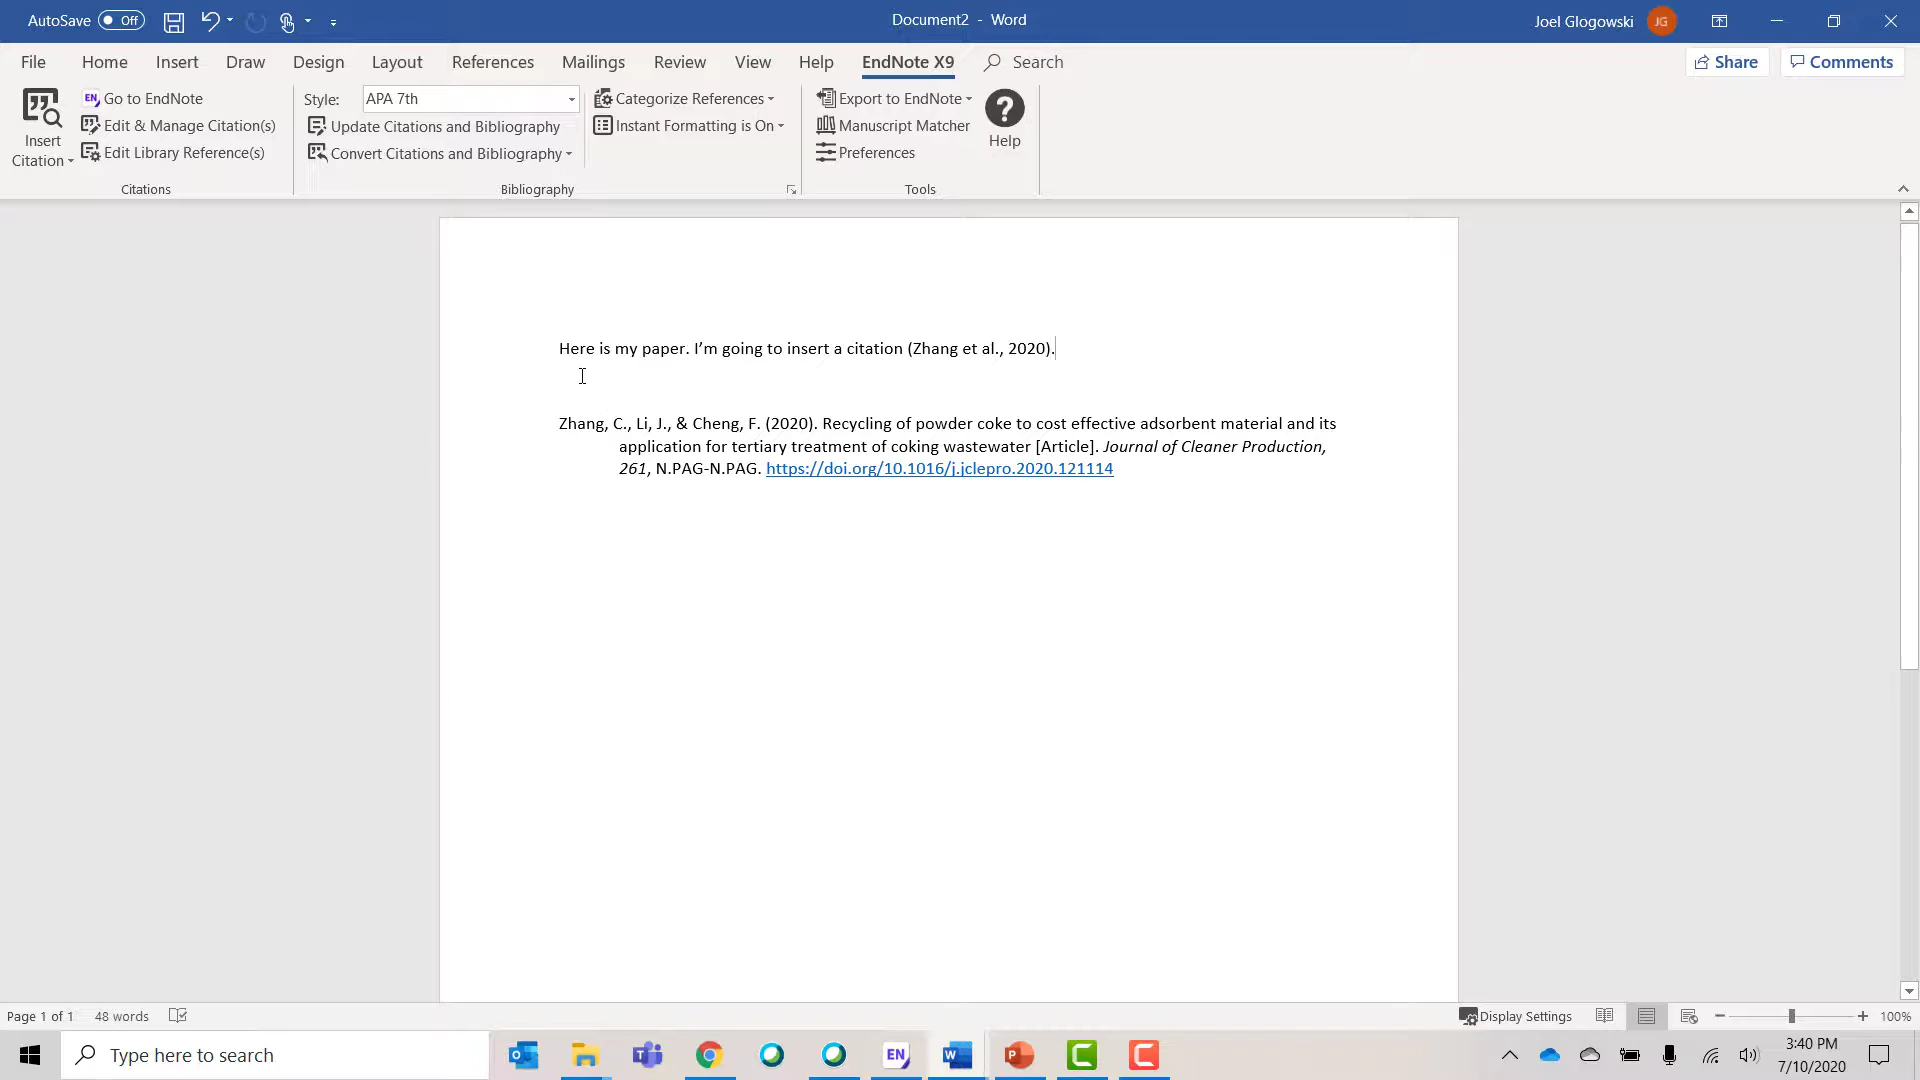 AutoSave Off
Document2 - Word
Joel Glogowski JG
File Home Insert Draw Design Layout References Mailings Review View Help EndNote X9 Search
Share Comments
Insert Citation
EN Go to EndNote
Edit & Manage Citation(s)
Edit Library Reference(s)
Citations
Style: APA 7th
Update Citations and Bibliography
Convert Citations and Bibliography
Categorize References
Instant Formatting is On
Bibliography
Export to EndNote
Manuscript Matcher
Preferences
Tools
? Help
Here is my paper. I’m going to insert a citation (Zhang et al., 2020).
Zhang, C., Li, J., & Cheng, F. (2020). Recycling of powder coke to cost effective adsorbent material and its
application for tertiary treatment of coking wastewater [Article]. Journal of Cleaner Production,
261, N.PAG-N.PAG. https://doi.org/10.1016/j.jclepro.2020.121114
Page 1 of 1 48 words
Display Settings
100%
Type here to search
EN
3:40 PM
7/10/2020